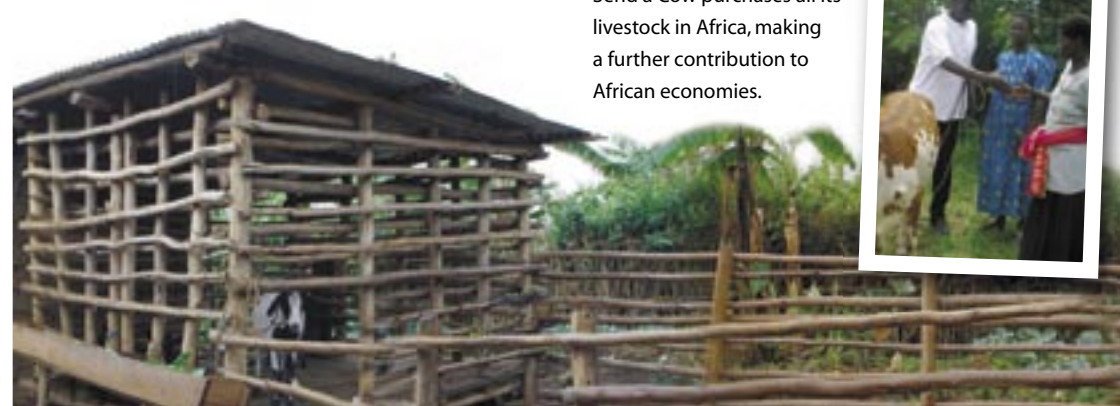 Send a Cow purchases all its
livestock in Africa, making
a further contribution to
African economies.